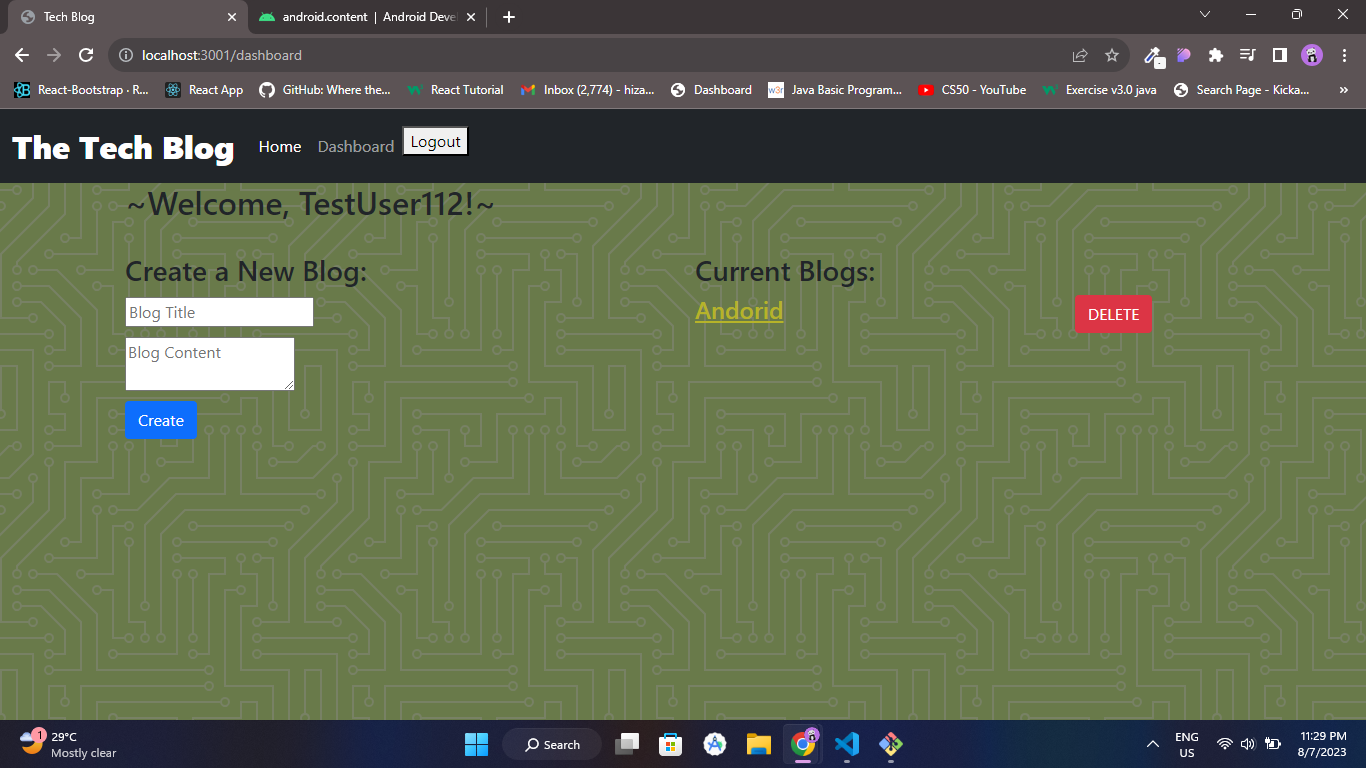 Tech Blog
android.content | Android Deve
localhost:3001/dashboard
React-Bootstrap · R...
React App
GitHub: Where the...
React Tutorial
Inbox (2,774) - hiza...
Dashboard
w3r
Java Basic Program...
CS50 - YouTube
Exercise v3.0 java
Search Page - Kicka...
»
The Tech Blog
Home
Dashboard
Logout
~Welcome, TestUser112!~
Create a New Blog:
Blog Title
Blog Content
Create
Current Blogs:
Andorid
DELETE
1
29°C
Mostly clear
Search
ENG
US
11:29 PM
8/7/2023